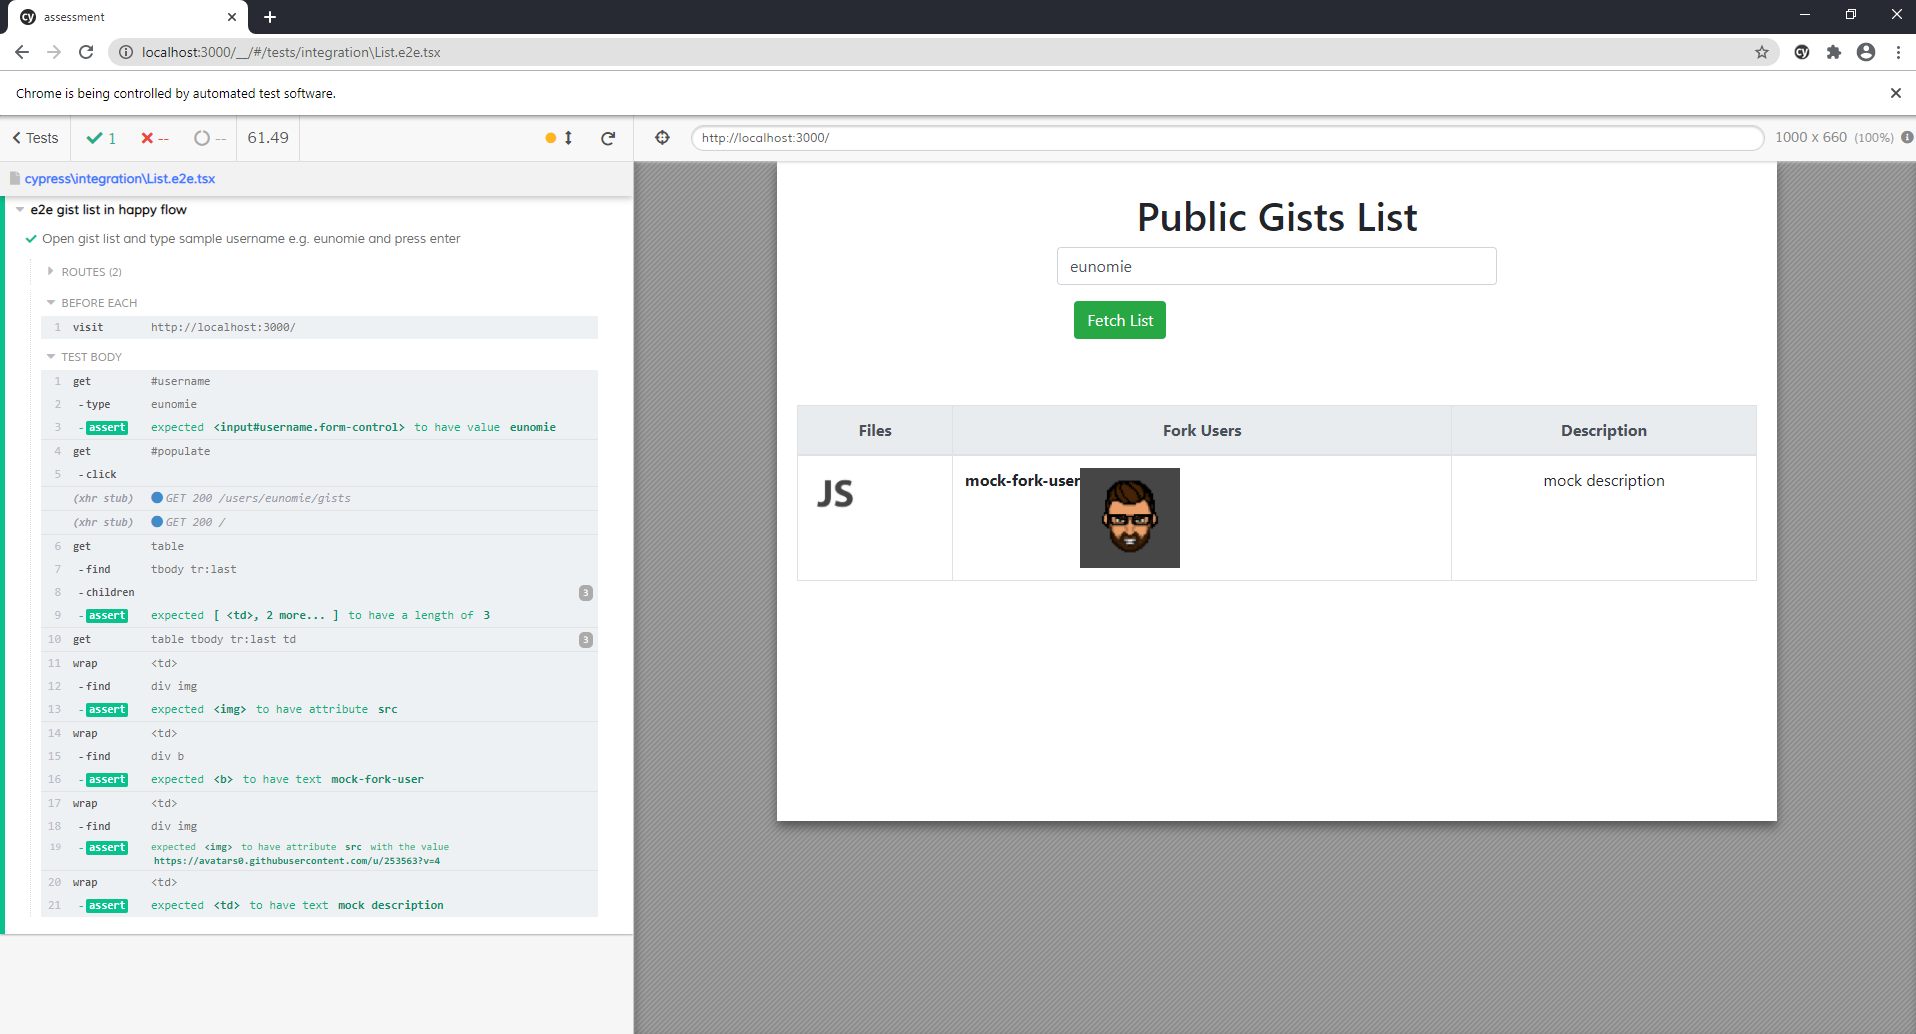 cy assessment
localhost:3000/__/#/tests/integration\List.e2e.tsx
cy
Chrome is being controlled by automated test software.
Tests 1 -- -- 61.49
http://localhost:3000/ 1000 x 660 (100%)
cypress\integration\List.e2e.tsx
e2e gist list in happy flow
Open gist list and type sample username e.g. eunomie and press enter
ROUTES (2)
BEFORE EACH
1 visit http://localhost:3000/
TEST BODY
1 get #username
2 -type eunomie
3 -assert expected <input#username.form-control> to have value eunomie
4 get #populate
5 -click
(xhr stub) GET 200 /users/eunomie/gists
(xhr stub) GET 200 /
6 get table
7 -find tbody tr:last
8 -children 3
9 -assert expected [ <td>, 2 more... ] to have a length of 3
10 get table tbody tr:last td 3
11 wrap <td>
12 -find div img
13 -assert expected <img> to have attribute src
14 wrap <td>
15 -find div b
16 -assert expected <b> to have text mock-fork-user
17 wrap <td>
18 -find div img
19 -assert expected <img> to have attribute src with the value
https://avatars0.githubusercontent.com/u/253563?v=4
20 wrap <td>
21 -assert expected <td> to have text mock description
Public Gists List
eunomie
Fetch List
Files Fork Users Description
JS mock-fork-user mock description